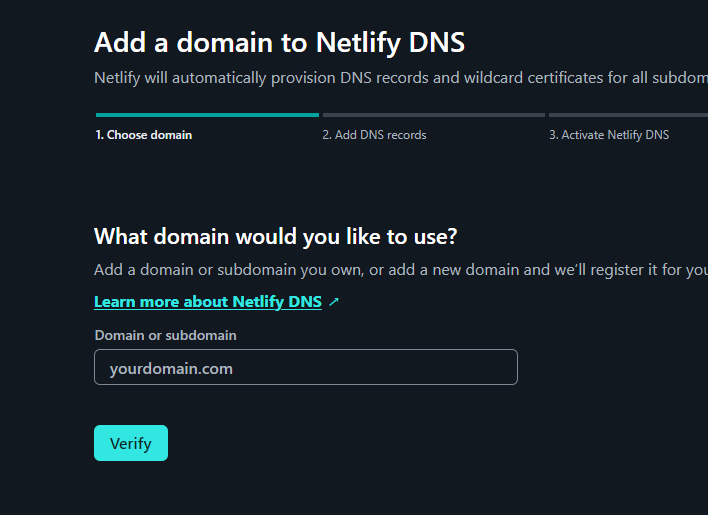 Add a domain to Netlify DNS
Netlify will automatically provision DNS records and wildcard certificates for all subdom
1. Choose domain
2. Add DNS records
3. Activate Netlify DNS
What domain would you like to use?
Add a domain or subdomain you own, or add a new domain and we’ll register it for you
Learn more about Netlify DNS ↗
Domain or subdomain
yourdomain.com
Verify